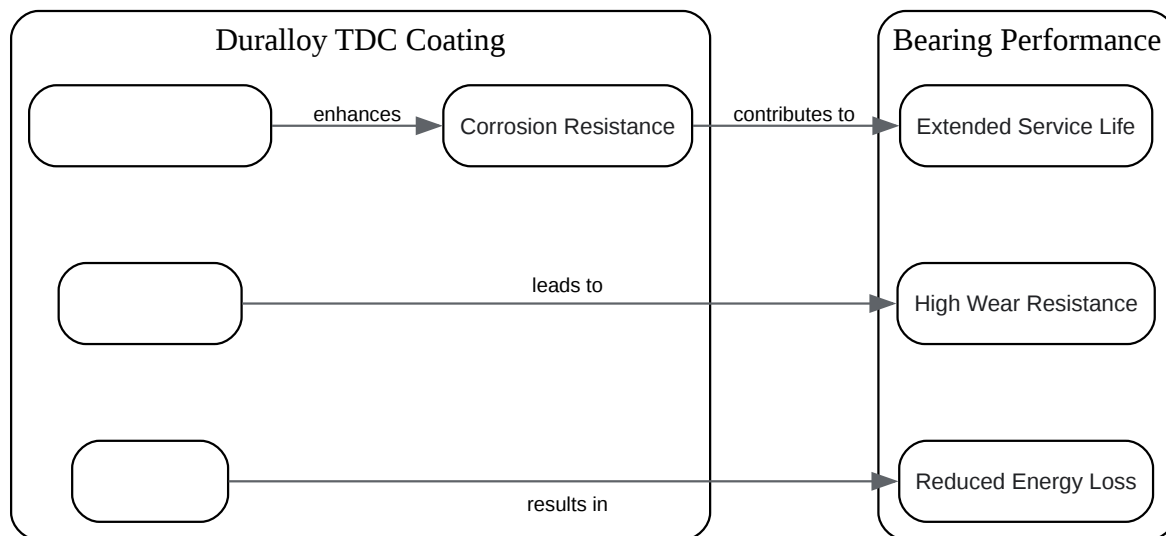 Duralloy TDC Coating
Bearing Performance
enhances
Corrosion Resistance
contributes to
Extended Service Life
leads to
High Wear Resistance
results in
Reduced Energy Loss